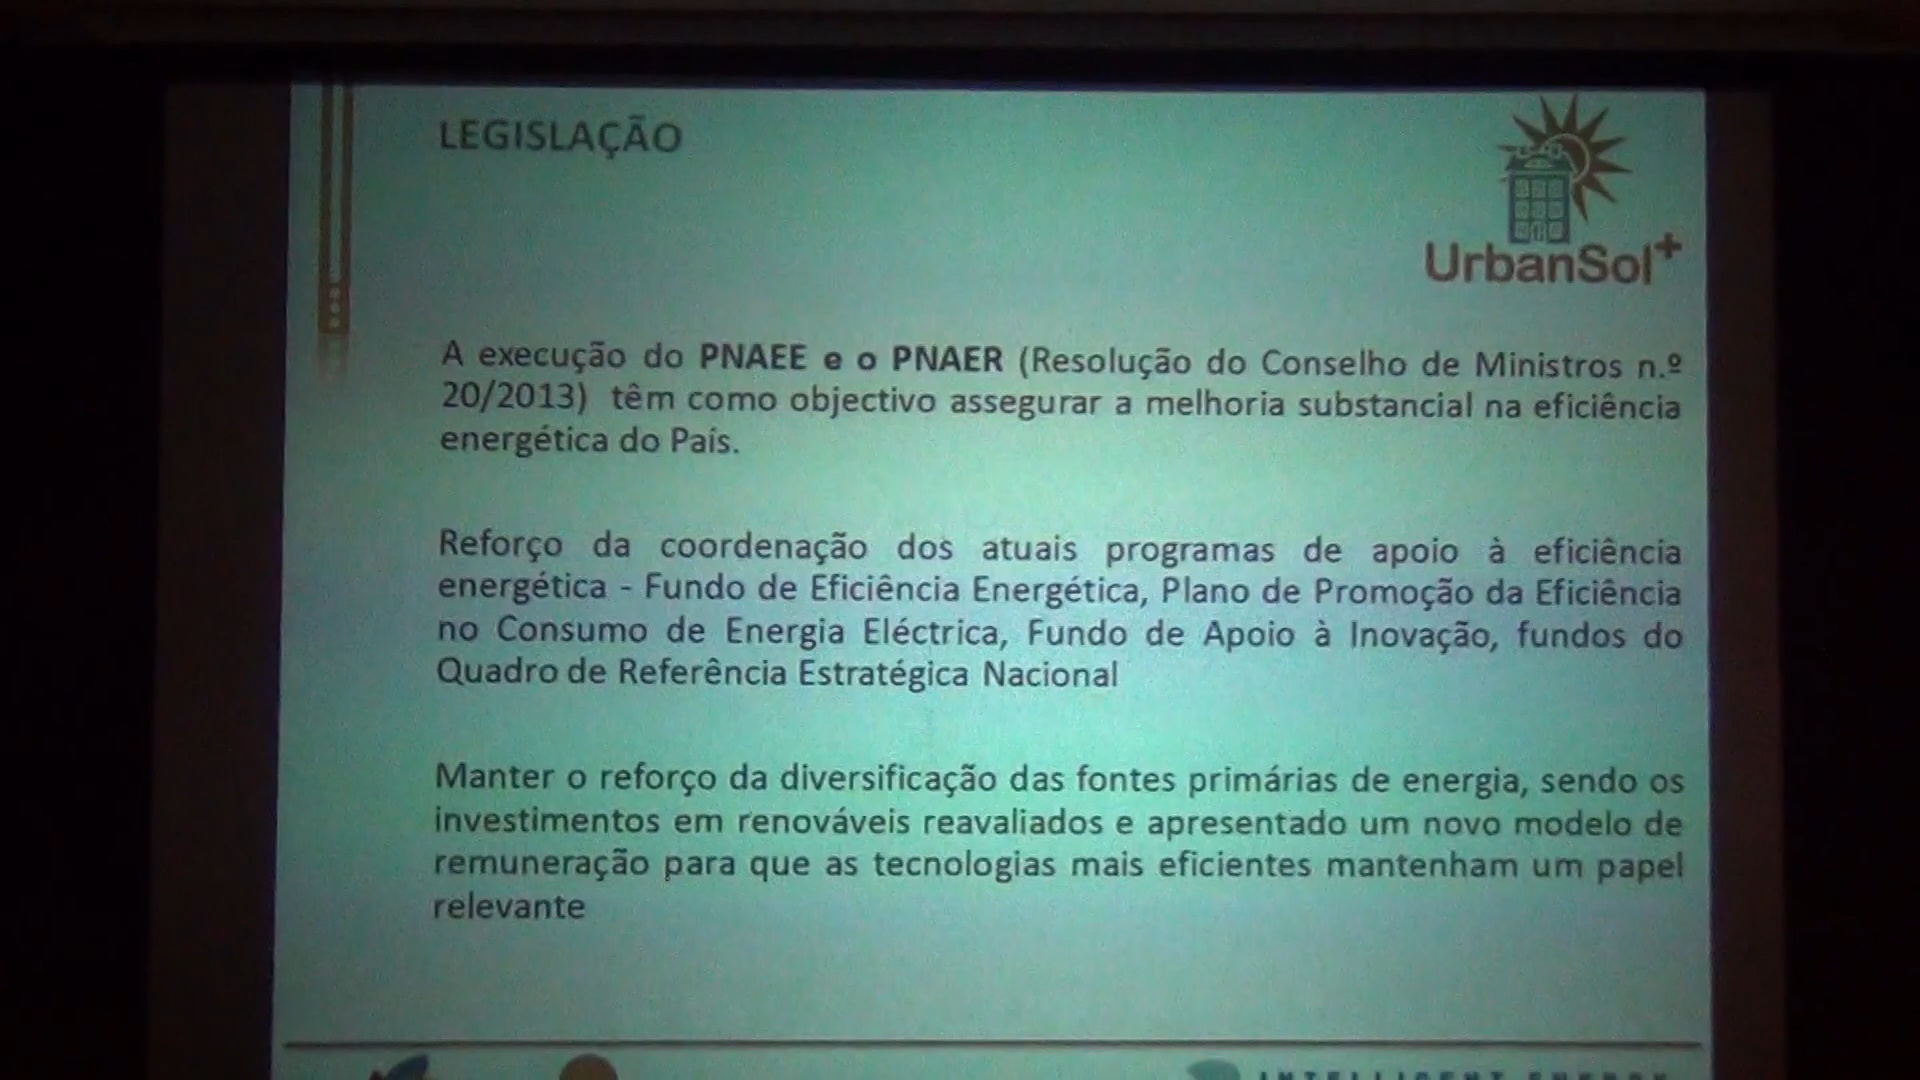 LEGISLAÇÃO
UrbanSol+
A execução do PNAEE e o PNAER (Resolução do Conselho de Ministros n.º
20/2013) têm como objectivo assegurar a melhoria substancial na eficiência
energética do País.
Reforço da coordenação dos atuais programas de apoio à eficiência
energética - Fundo de Eficiência Energética, Plano de Promoção da Eficiência
no Consumo de Energia Eléctrica, Fundo de Apoio à Inovação, fundos do
Quadro de Referência Estratégica Nacional
Manter o reforço da diversificação das fontes primárias de energia, sendo os
investimentos em renováveis reavaliados e apresentado um novo modelo de
remuneração para que as tecnologias mais eficientes mantenham um papel
relevante
INTELLIGENT ENERGY